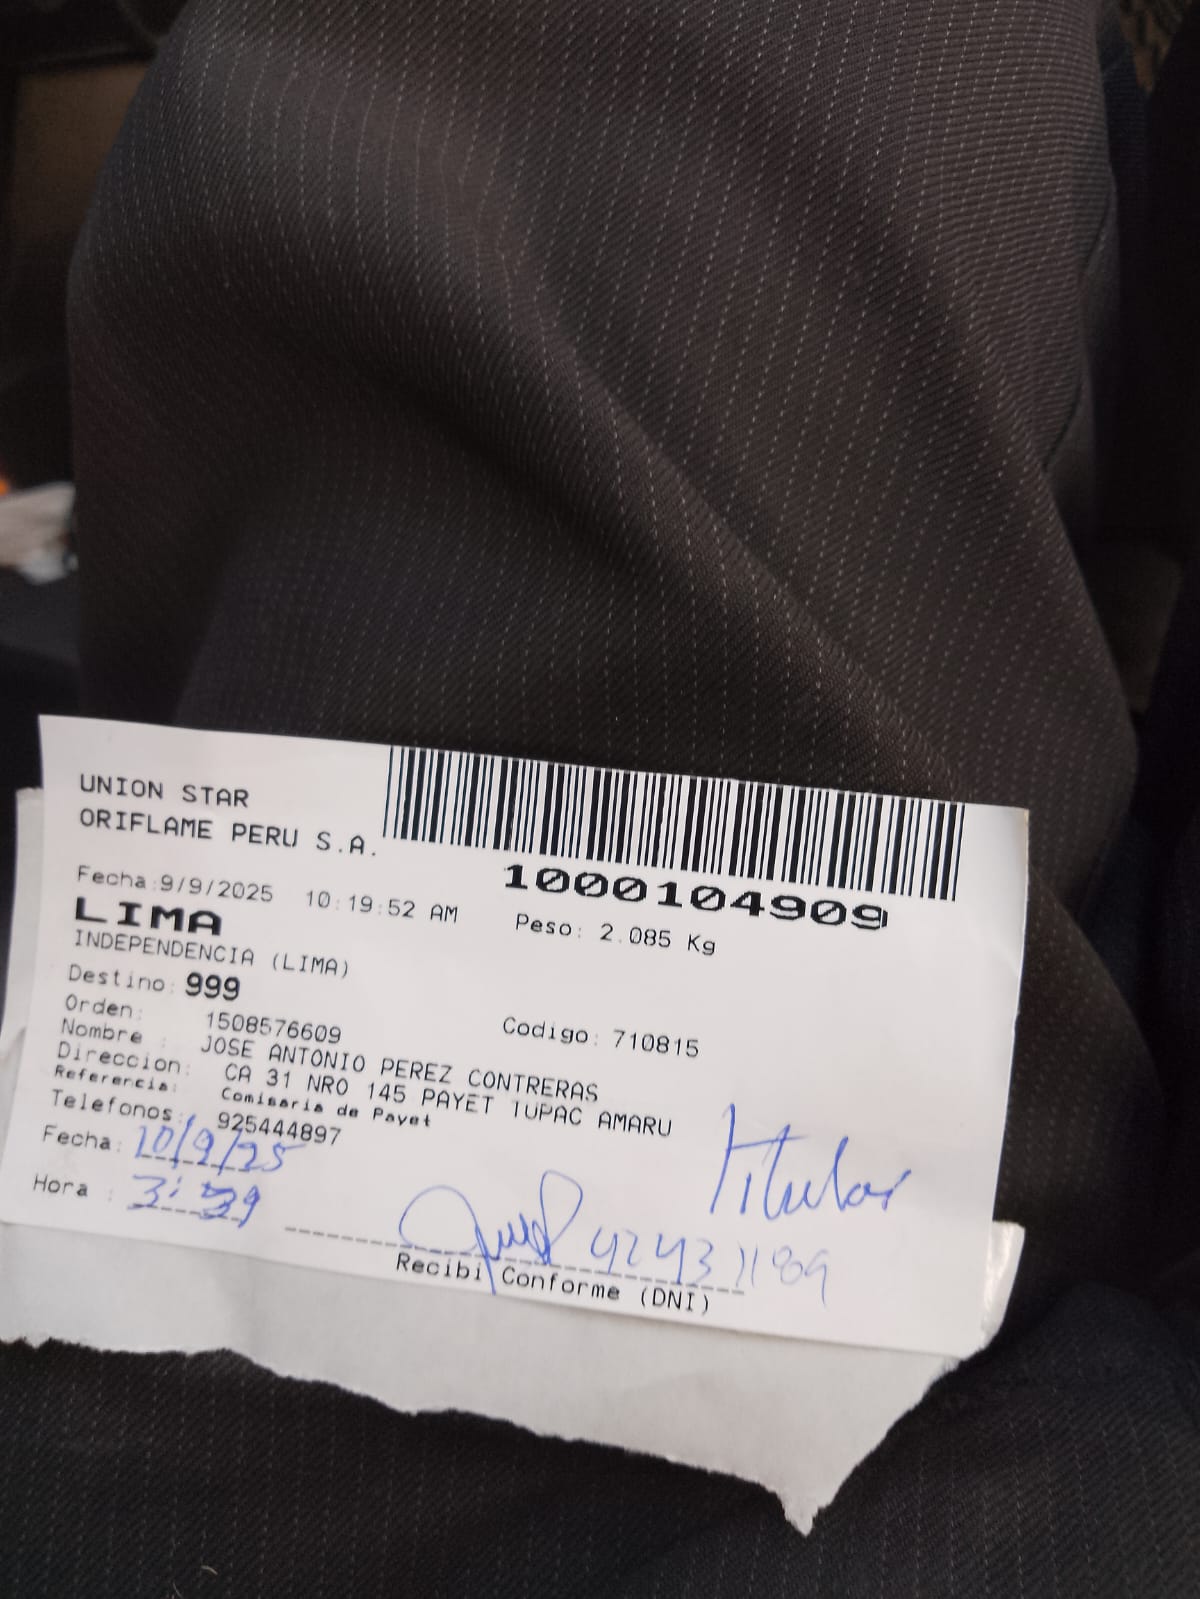 UNION STAR
ORIFLAME PERU S.A.
1000104909
Fecha:9/9/2025 10:19:52 AM
Peso: 2.085 Kg
LIMA
INDEPENDENCIA (LIMA)
Destino: 999
Orden: 1508576609
Codigo: 710815
Nombre : JOSE ANTONIO PEREZ CONTRERAS
Direccion: CA 31 NRO 145 PAYET TUPAC AMARU
Referencia: Comisaria de Payet
Telefonos: 925444897
Fecha: 10/9/25
Titular
Hora : 3:39
Recibi Conforme (DNI)